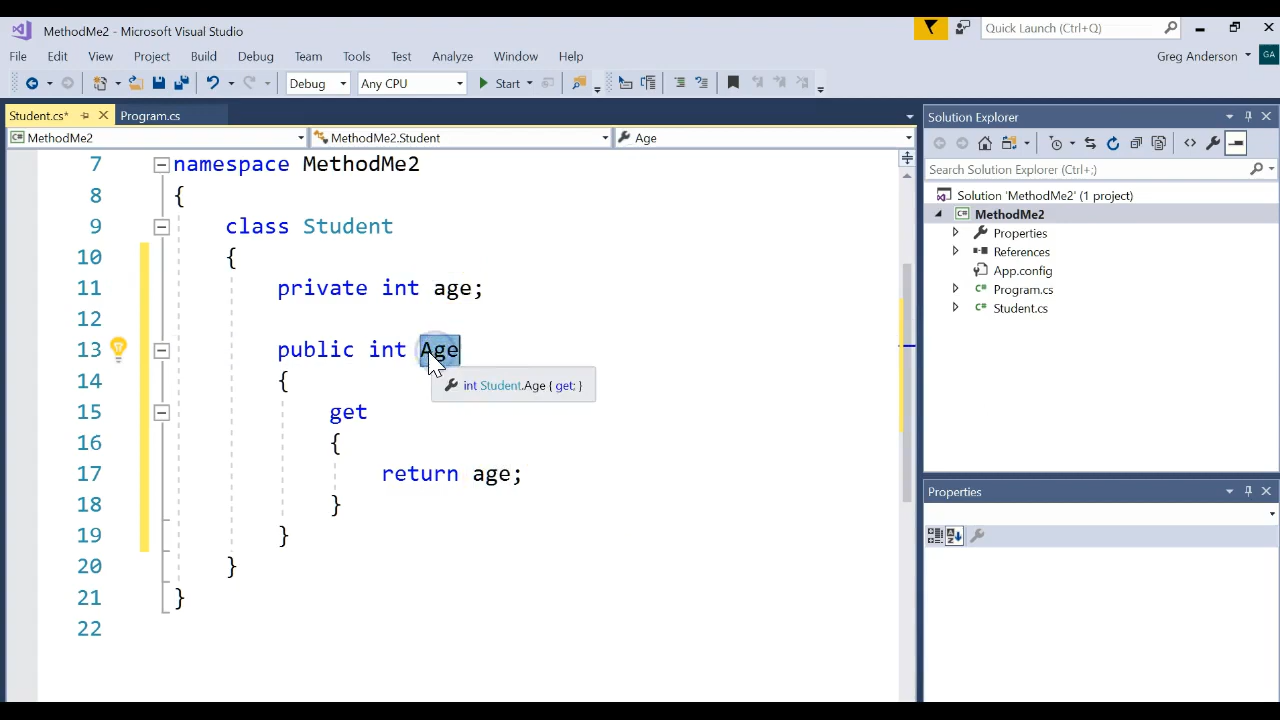 MethodMe2 - Microsoft Visual Studio
Quick Launch (Ctrl+Q)
File Edit View Project Build Debug Team Tools Test Analyze Window Help
Greg Anderson GA
Debug Any CPU Start
Student.cs* Program.cs
MethodMe2 MethodMe2.Student Age
7 namespace MethodMe2
8 {
9 class Student
10 {
11 private int age;
12
13 public int Age
int Student.Age { get; }
14 {
15 get
16 {
17 return age;
18 }
19 }
20 }
21 }
22
Solution Explorer
Search Solution Explorer (Ctrl+;)
Solution 'MethodMe2' (1 project)
C# MethodMe2
Properties
References
App.config
C# Program.cs
C# Student.cs
Properties